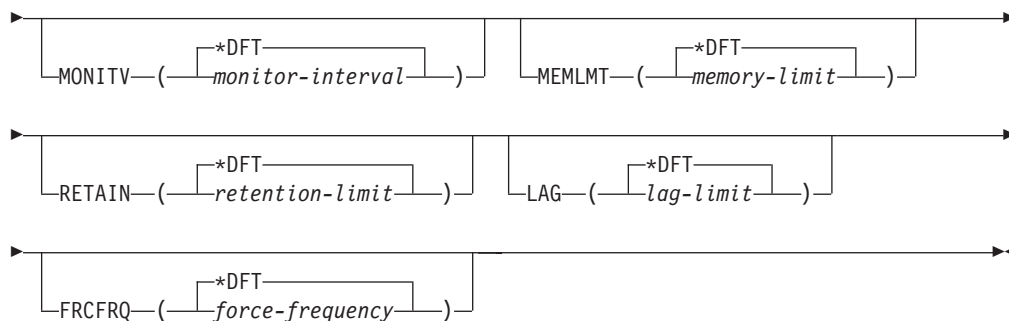 *DFT *DFT
MONITV ( monitor-interval ) MEMLMT ( memory-limit )
*DFT *DFT
RETAIN ( retention-limit ) LAG ( lag-limit )
*DFT
FRCFRQ ( force-frequency )